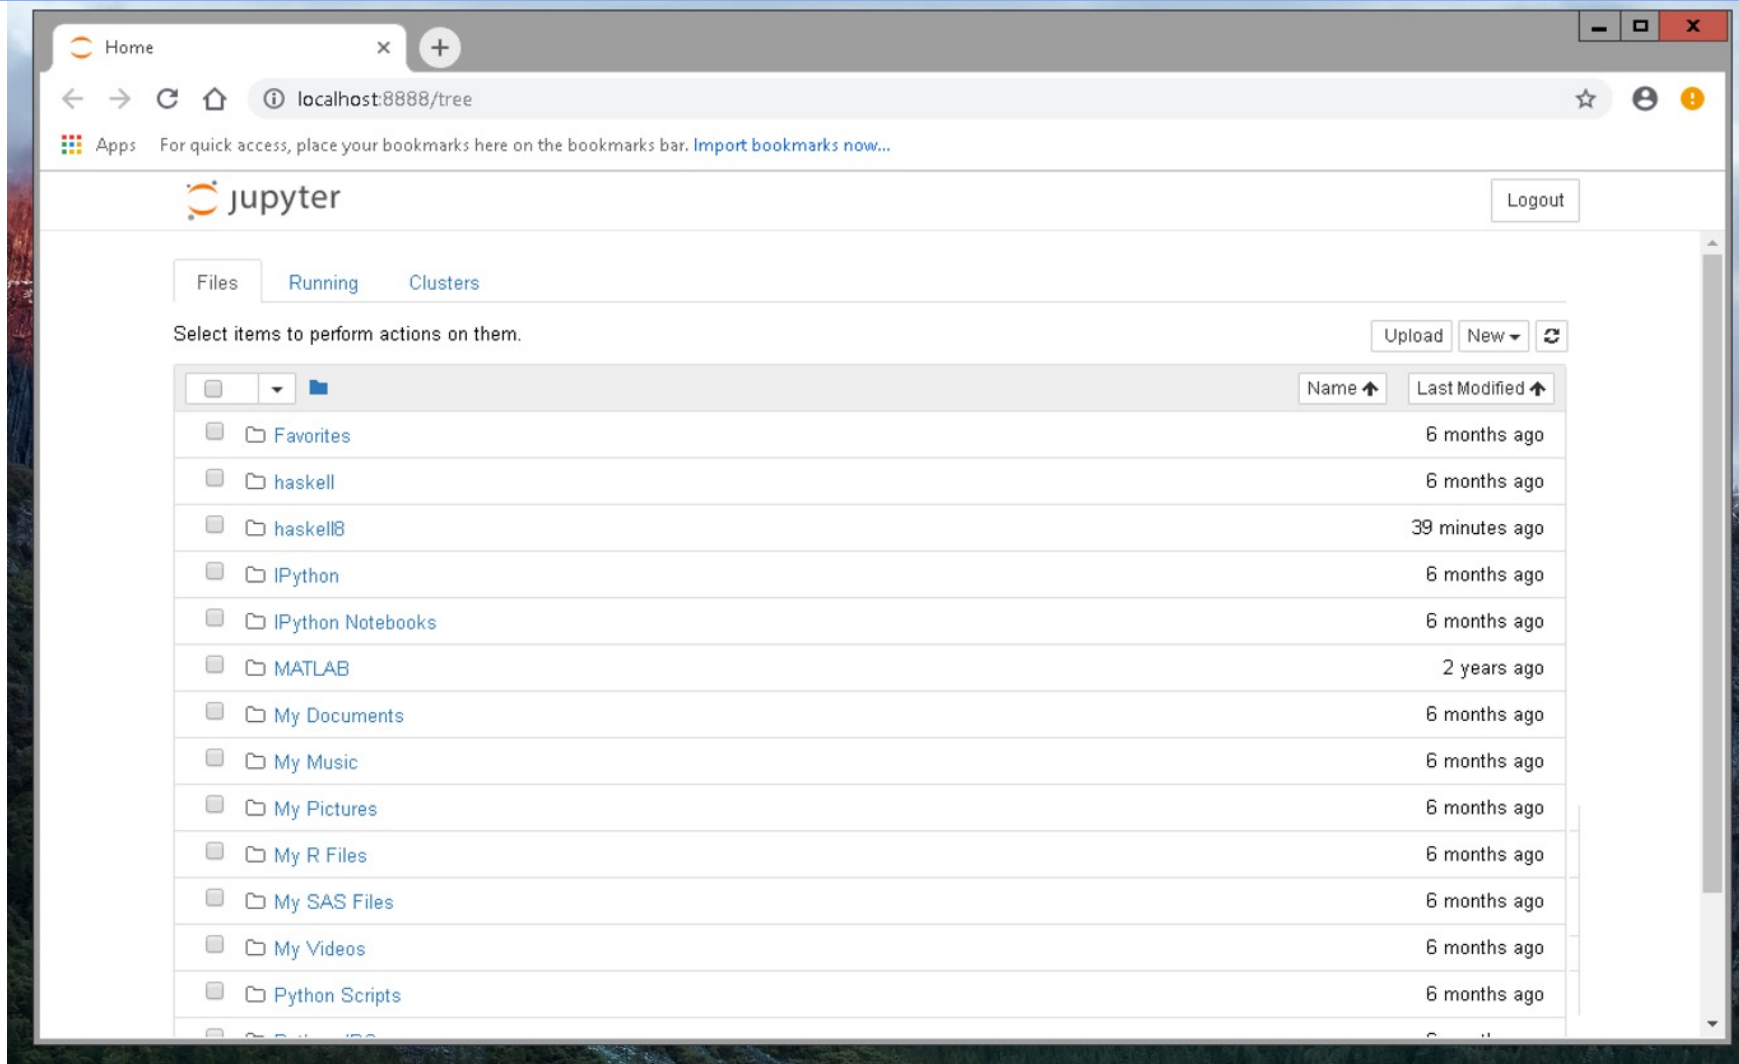 Home
localhost:8888/tree
Apps For quick access, place your bookmarks here on the bookmarks bar. Import bookmarks now...
jupyter Logout
Files Running Clusters
Select items to perform actions on them. Upload New
Name Last Modified
Favorites 6 months ago
haskell 6 months ago
haskell8 39 minutes ago
IPython 6 months ago
IPython Notebooks 6 months ago
MATLAB 2 years ago
My Documents 6 months ago
My Music 6 months ago
My Pictures 6 months ago
My R Files 6 months ago
My SAS Files 6 months ago
My Videos 6 months ago
Python Scripts 6 months ago